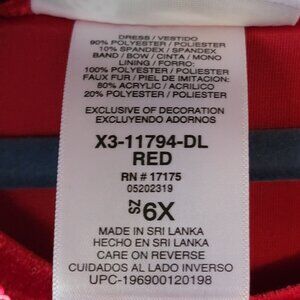 DRESS / VESTIDO
90% POLYESTER / POLIESTER
10% SPANDEX / SPANDEX
BAND / BOW / CINTA / MONO
LINING / FORRO:
100% POLYESTER / POLIESTER
FAUX FUR / PIEL DE IMITACION:
80% ACRYLIC / ACRILICO
20% POLYESTER / POLIESTER
EXCLUSIVE OF DECORATION
EXCLUYENDO ADORNOS
X3-11794-DL
RED
RN # 17175
05202319
SZ 6X
MADE IN SRI LANKA
HECHO EN SRI LANKA
CARE ON REVERSE
CUIDADOS AL LADO INVERSO
UPC-196900120198